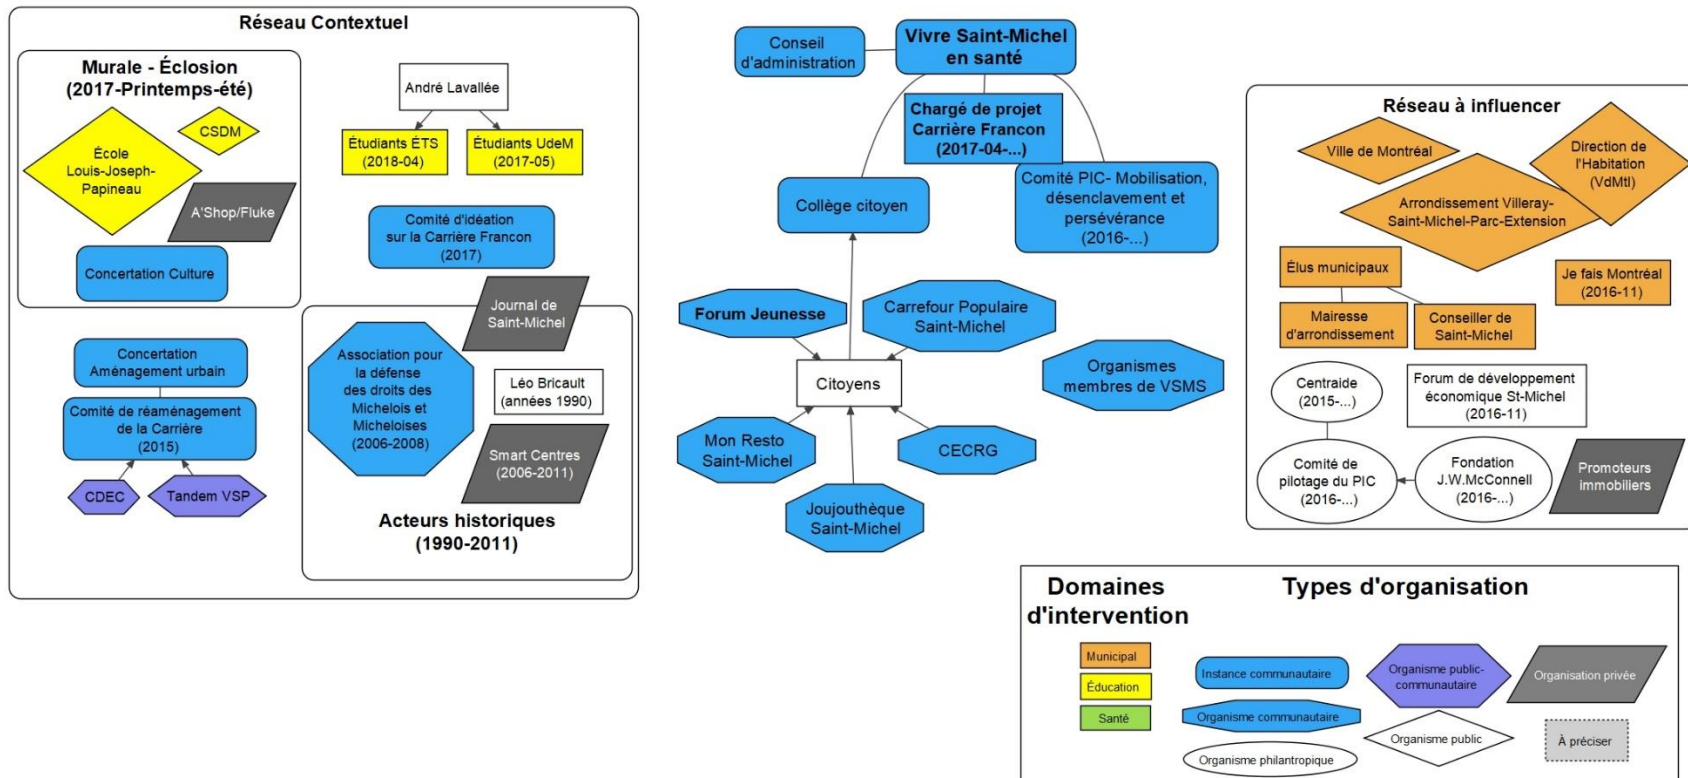 Réseau Contextuel
Murale - Éclosion
(2017-Printemps-été)
CSDM
École
Louis-Joseph-
Papineau
A'Shop/Fluke
Concertation Culture
André Lavallée
Étudiants ÉTS
(2018-04)
Étudiants UdeM
(2017-05)
Comité d'idéation
sur la Carrière Francon
(2017)
Journal de
Saint-Michel
Concertation
Aménagement urbain
Comité de réaménagement
de la Carrière
(2015)
CDEC
Tandem VSP
Association pour
la défense
des droits des
Michelois et
Micheloises
(2006-2008)
Léo Bricault
(années 1990)
Smart Centres
(2006-2011)
Acteurs historiques
(1990-2011)
Conseil
d'administration
Vivre Saint-Michel
en santé
Chargé de projet
Carrière Francon
(2017-04-...)
Collège citoyen
Comité PIC- Mobilisation,
désenclavement et
persévérance
(2016-...)
Forum Jeunesse
Carrefour Populaire
Saint-Michel
Citoyens
Organismes
membres de VSMS
Mon Resto
Saint-Michel
CECRG
Joujouthèque
Saint-Michel
Réseau à influencer
Ville de Montréal
Direction de
l'Habitation
(VdMtl)
Arrondissement Villeray-
Saint-Michel-Parc-Extension
Élus municipaux
Je fais Montréal
(2016-11)
Mairesse
d'arrondissement
Conseiller de
Saint-Michel
Centraide
(2015-...)
Forum de développement
économique St-Michel
(2016-11)
Comité de
pilotage du PIC
(2016-...)
Fondation
J.W.McConnell
(2016-...)
Promoteurs
immobiliers
Domaines
d'intervention
Types d'organisation
Municipal
Éducation
Santé
Instance communautaire
Organisme communautaire
Organisme philantropique
Organisme public-
communautaire
Organisme public
Organisation privée
À préciser